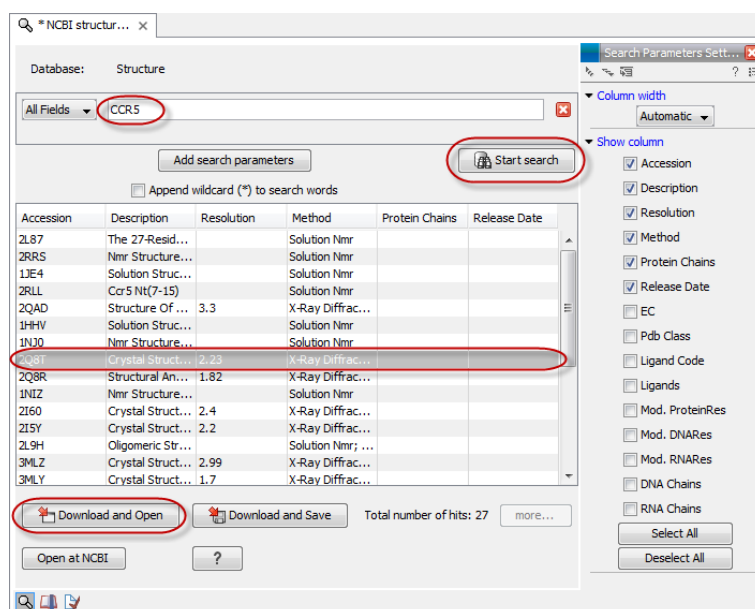 * NCBI structur...
Database: Structure
All Fields CCR5
Add search parameters
Start search
Append wildcard (*) to search words
Accession Description Resolution Method Protein Chains Release Date
2L87 The 27-Resid... Solution Nmr
2RRS Nmr Structure... Solution Nmr
1JE4 Solution Struc... Solution Nmr
2RLL Ccr5 Nt(7-15) Solution Nmr
2QAD Structure Of ... 3.3 X-Ray Diffrac...
1HHV Solution Struc... Solution Nmr
1NJ0 Nmr Structure... Solution Nmr
2Q8T Crystal Struct... 2.23 X-Ray Diffrac...
2Q8R Structural An... 1.82 X-Ray Diffrac...
1NIZ Nmr Structure... Solution Nmr
2I60 Crystal Struct... 2.4 X-Ray Diffrac...
2I5Y Crystal Struct... 2.2 X-Ray Diffrac...
2L9H Oligomeric Str... Solution Nmr; ...
3MLZ Crystal Struct... 2.99 X-Ray Diffrac...
3MLY Crystal Struct... 1.7 X-Ray Diffrac...
Download and Open
Download and Save
Total number of hits: 27
more...
Open at NCBI
?
Search Parameters Sett...
?
Column width
Automatic
Show column
Accession
Description
Resolution
Method
Protein Chains
Release Date
EC
Pdb Class
Ligand Code
Ligands
Mod. ProteinRes
Mod. DNARes
Mod. RNARes
DNA Chains
RNA Chains
Select All
Deselect All